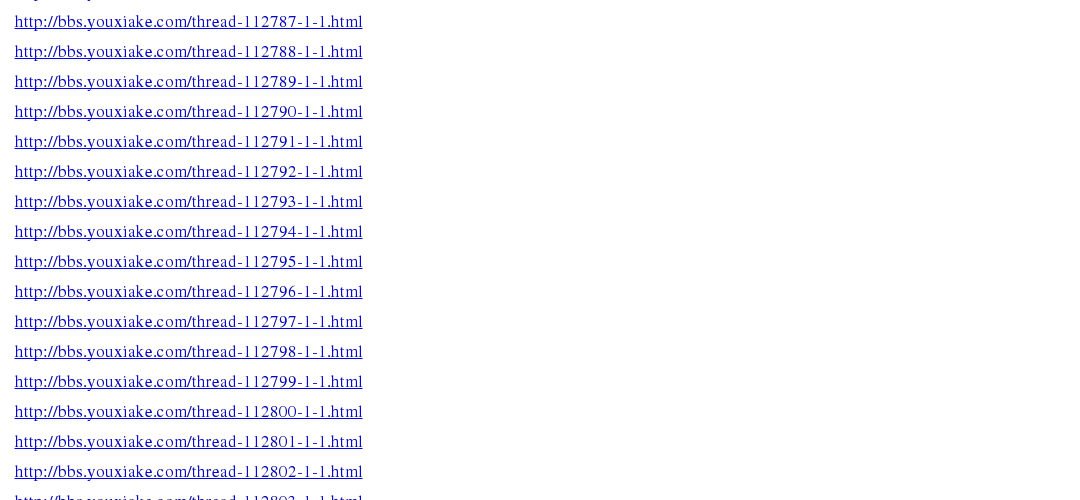 http://bbs.youxiake.com/thread-112787-1-1.html
http://bbs.youxiake.com/thread-112788-1-1.html
http://bbs.youxiake.com/thread-112789-1-1.html
http://bbs.youxiake.com/thread-112790-1-1.html
http://bbs.youxiake.com/thread-112791-1-1.html
http://bbs.youxiake.com/thread-112792-1-1.html
http://bbs.youxiake.com/thread-112793-1-1.html
http://bbs.youxiake.com/thread-112794-1-1.html
http://bbs.youxiake.com/thread-112795-1-1.html
http://bbs.youxiake.com/thread-112796-1-1.html
http://bbs.youxiake.com/thread-112797-1-1.html
http://bbs.youxiake.com/thread-112798-1-1.html
http://bbs.youxiake.com/thread-112799-1-1.html
http://bbs.youxiake.com/thread-112800-1-1.html
http://bbs.youxiake.com/thread-112801-1-1.html
http://bbs.youxiake.com/thread-112802-1-1.html